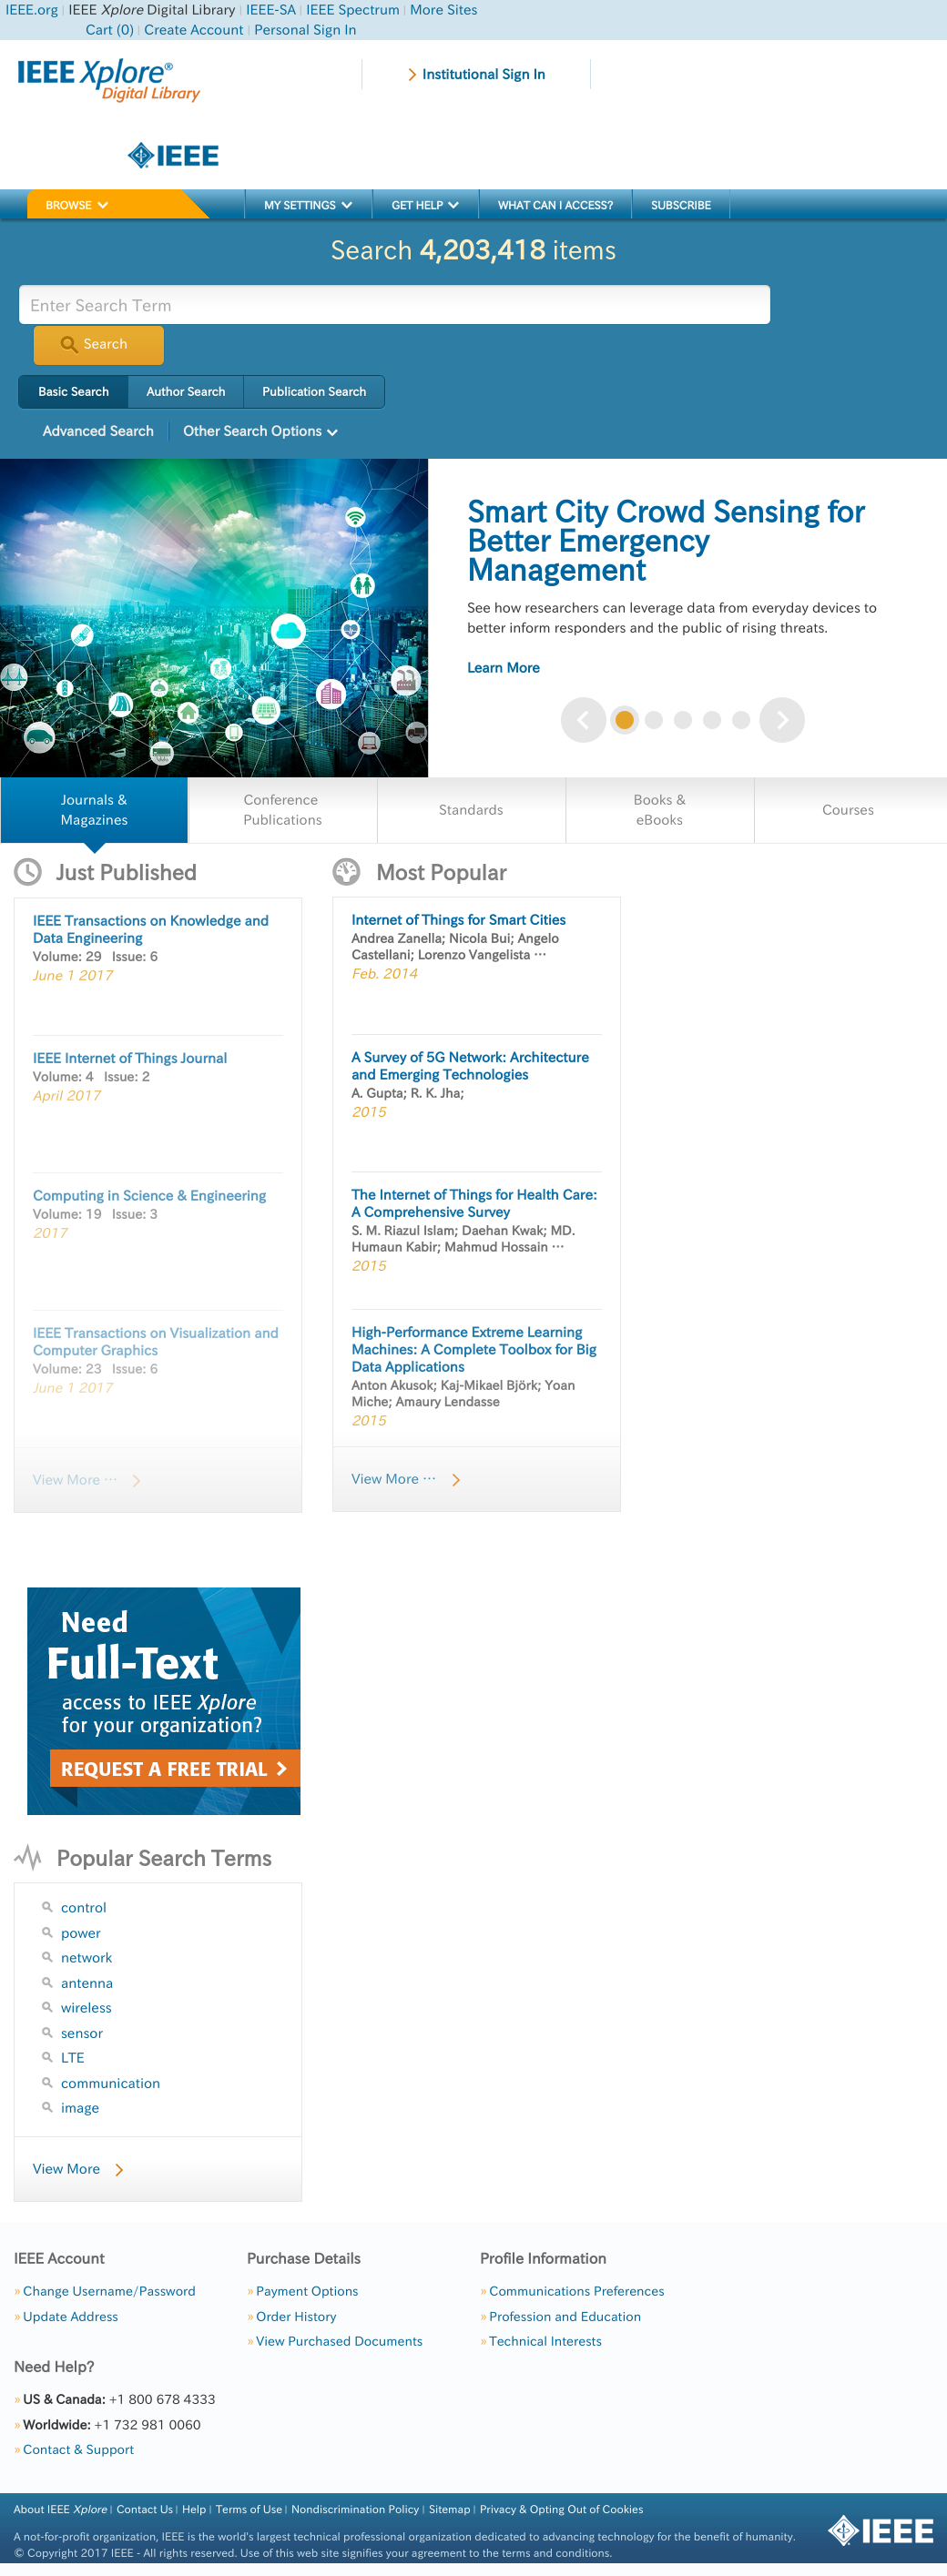 IEEE.org | IEEE Xplore Digital Library | IEEE-SA | IEEE Spectrum | More Sites
Cart (0) | Create Account | Personal Sign In
IEEE Xplore®
Digital Library
Institutional Sign In
IEEE
BROWSE
MY SETTINGS
GET HELP
WHAT CAN I ACCESS?
SUBSCRIBE
Search 4,203,418 items
Enter Search Term
Search
Basic Search
Author Search
Publication Search
Advanced Search
Other Search Options
Smart City Crowd Sensing for
Better Emergency
Management
See how researchers can leverage data from everyday devices to
better inform responders and the public of rising threats.
Learn More
Journals &
Magazines
Conference
Publications
Standards
Books &
eBooks
Courses
Just Published
IEEE Transactions on Knowledge and
Data Engineering
Volume: 29 Issue: 6
June 1 2017
IEEE Internet of Things Journal
Volume: 4 Issue: 2
April 2017
Computing in Science & Engineering
Volume: 19 Issue: 3
2017
IEEE Transactions on Visualization and
Computer Graphics
Volume: 23 Issue: 6
June 1 2017
View More ···
Most Popular
Internet of Things for Smart Cities
Andrea Zanella; Nicola Bui; Angelo
Castellani; Lorenzo Vangelista ···
Feb. 2014
A Survey of 5G Network: Architecture
and Emerging Technologies
A. Gupta; R. K. Jha;
2015
The Internet of Things for Health Care:
A Comprehensive Survey
S. M. Riazul Islam; Daehan Kwak; MD.
Humaun Kabir; Mahmud Hossain ···
2015
High-Performance Extreme Learning
Machines: A Complete Toolbox for Big
Data Applications
Anton Akusok; Kaj-Mikael Björk; Yoan
Miche; Amaury Lendasse
2015
View More ···
Need
Full-Text
access to IEEE Xplore
for your organization?
REQUEST A FREE TRIAL
Popular Search Terms
control
power
network
antenna
wireless
sensor
LTE
communication
image
View More
IEEE Account
» Change Username/Password
» Update Address
Purchase Details
» Payment Options
» Order History
» View Purchased Documents
Profile Information
» Communications Preferences
» Profession and Education
» Technical Interests
Need Help?
» US & Canada: +1 800 678 4333
» Worldwide: +1 732 981 0060
» Contact & Support
About IEEE Xplore | Contact Us | Help | Terms of Use | Nondiscrimination Policy | Sitemap | Privacy & Opting Out of Cookies
A not-for-profit organization, IEEE is the world's largest technical professional organization dedicated to advancing technology for the benefit of humanity.
© Copyright 2017 IEEE - All rights reserved. Use of this web site signifies your agreement to the terms and conditions.
IEEE